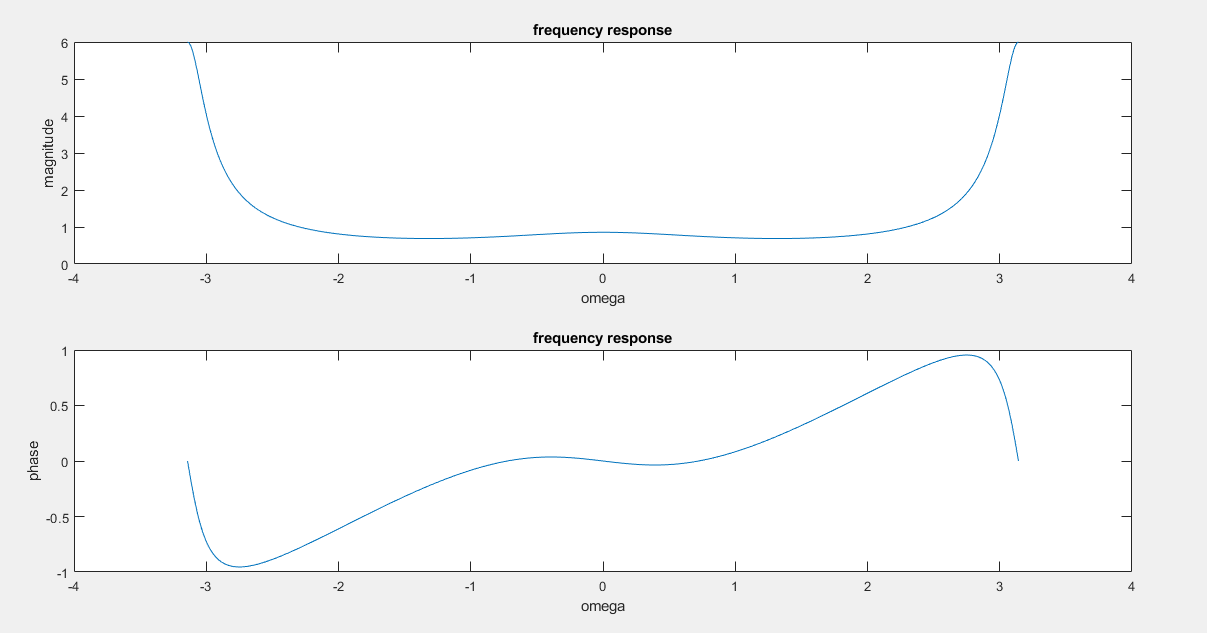 frequency response
6
5
4
3
2
1
0
magnitude
-4 -3 -2 -1 0 1 2 3 4
omega
frequency response
1
0.5
0
-0.5
-1
phase
-4 -3 -2 -1 0 1 2 3 4
omega